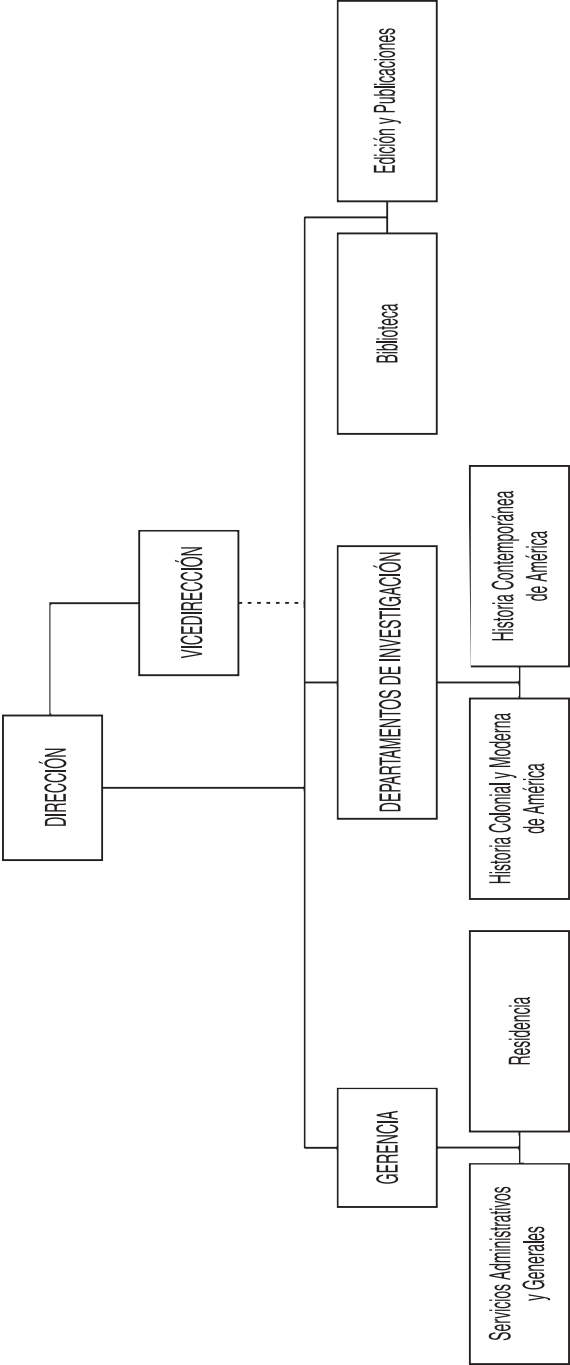 DIRECCIÓN
VICEDIRECCIÓN
GERENCIA
DEPARTAMENTOS DE INVESTIGACIÓN
Biblioteca
Edición y Publicaciones
Servicios Administrativos
y Generales
Residencia
Historia Colonial y Moderna
de América
Historia Contemporánea
de América